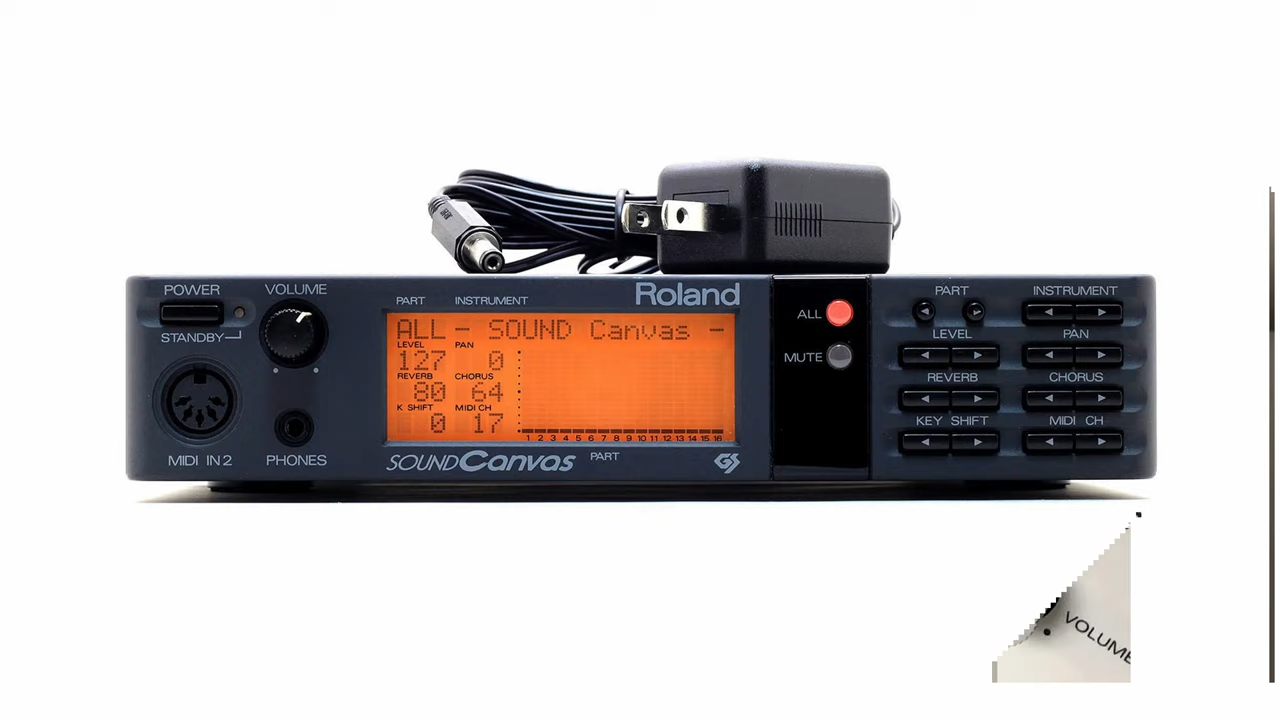 POWER
STANDBY
VOLUME
MIDI IN 2
PHONES
PART INSTRUMENT
Roland
ALL - SOUND Canvas -
LEVEL PAN
127 0
REVERB CHORUS
80 64
K SHIFT MIDI CH
0 17
1 2 3 4 5 6 7 8 9 10 11 12 13 14 15 16
SOUND Canvas PART GS
ALL
MUTE
PART INSTRUMENT
LEVEL PAN
REVERB CHORUS
KEY SHIFT MIDI CH
VOLUME